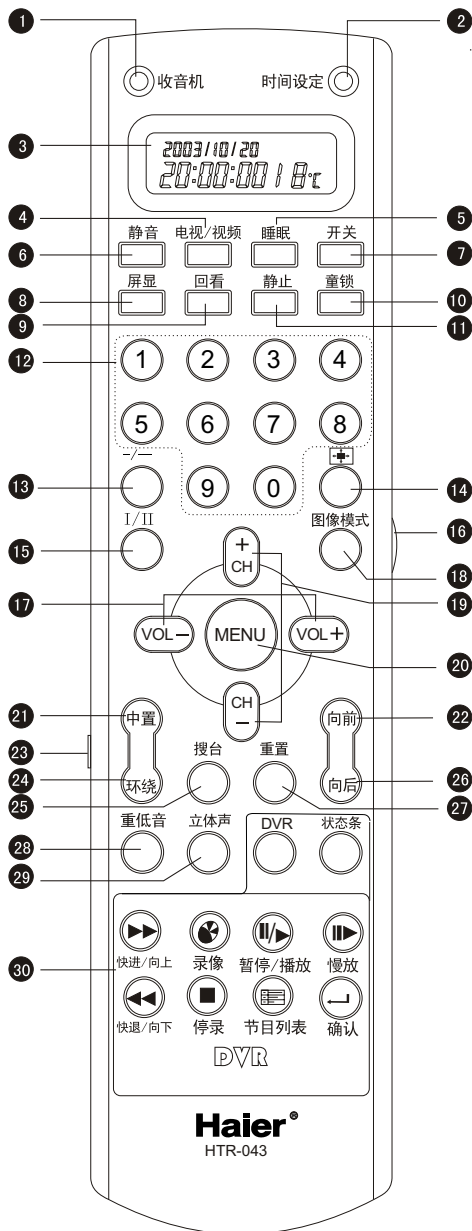 1 2
收音机 时间设定
3
2003/10/20
20:00:00 18℃
4 5
静音 电视/视频 睡眠 开关
6 7
屏显 回看 静止 童锁
8 9 10 11
12
1 2 3 4
5 6 7 8
-/--
9 0
13 14
I/II 图像模式
15 16
+
CH
17 18 19
VOL- MENU VOL+
20
CH
-
21 中置 向前 22
23 搜台 重置
24 环绕 向后 26
25 27
重低音 立体声 DVR 状态条
28
29
30
快进/向上 录像 暂停/播放 慢放
快退/向下 停录 节目列表 确认
DVR
Haier®
HTR-043